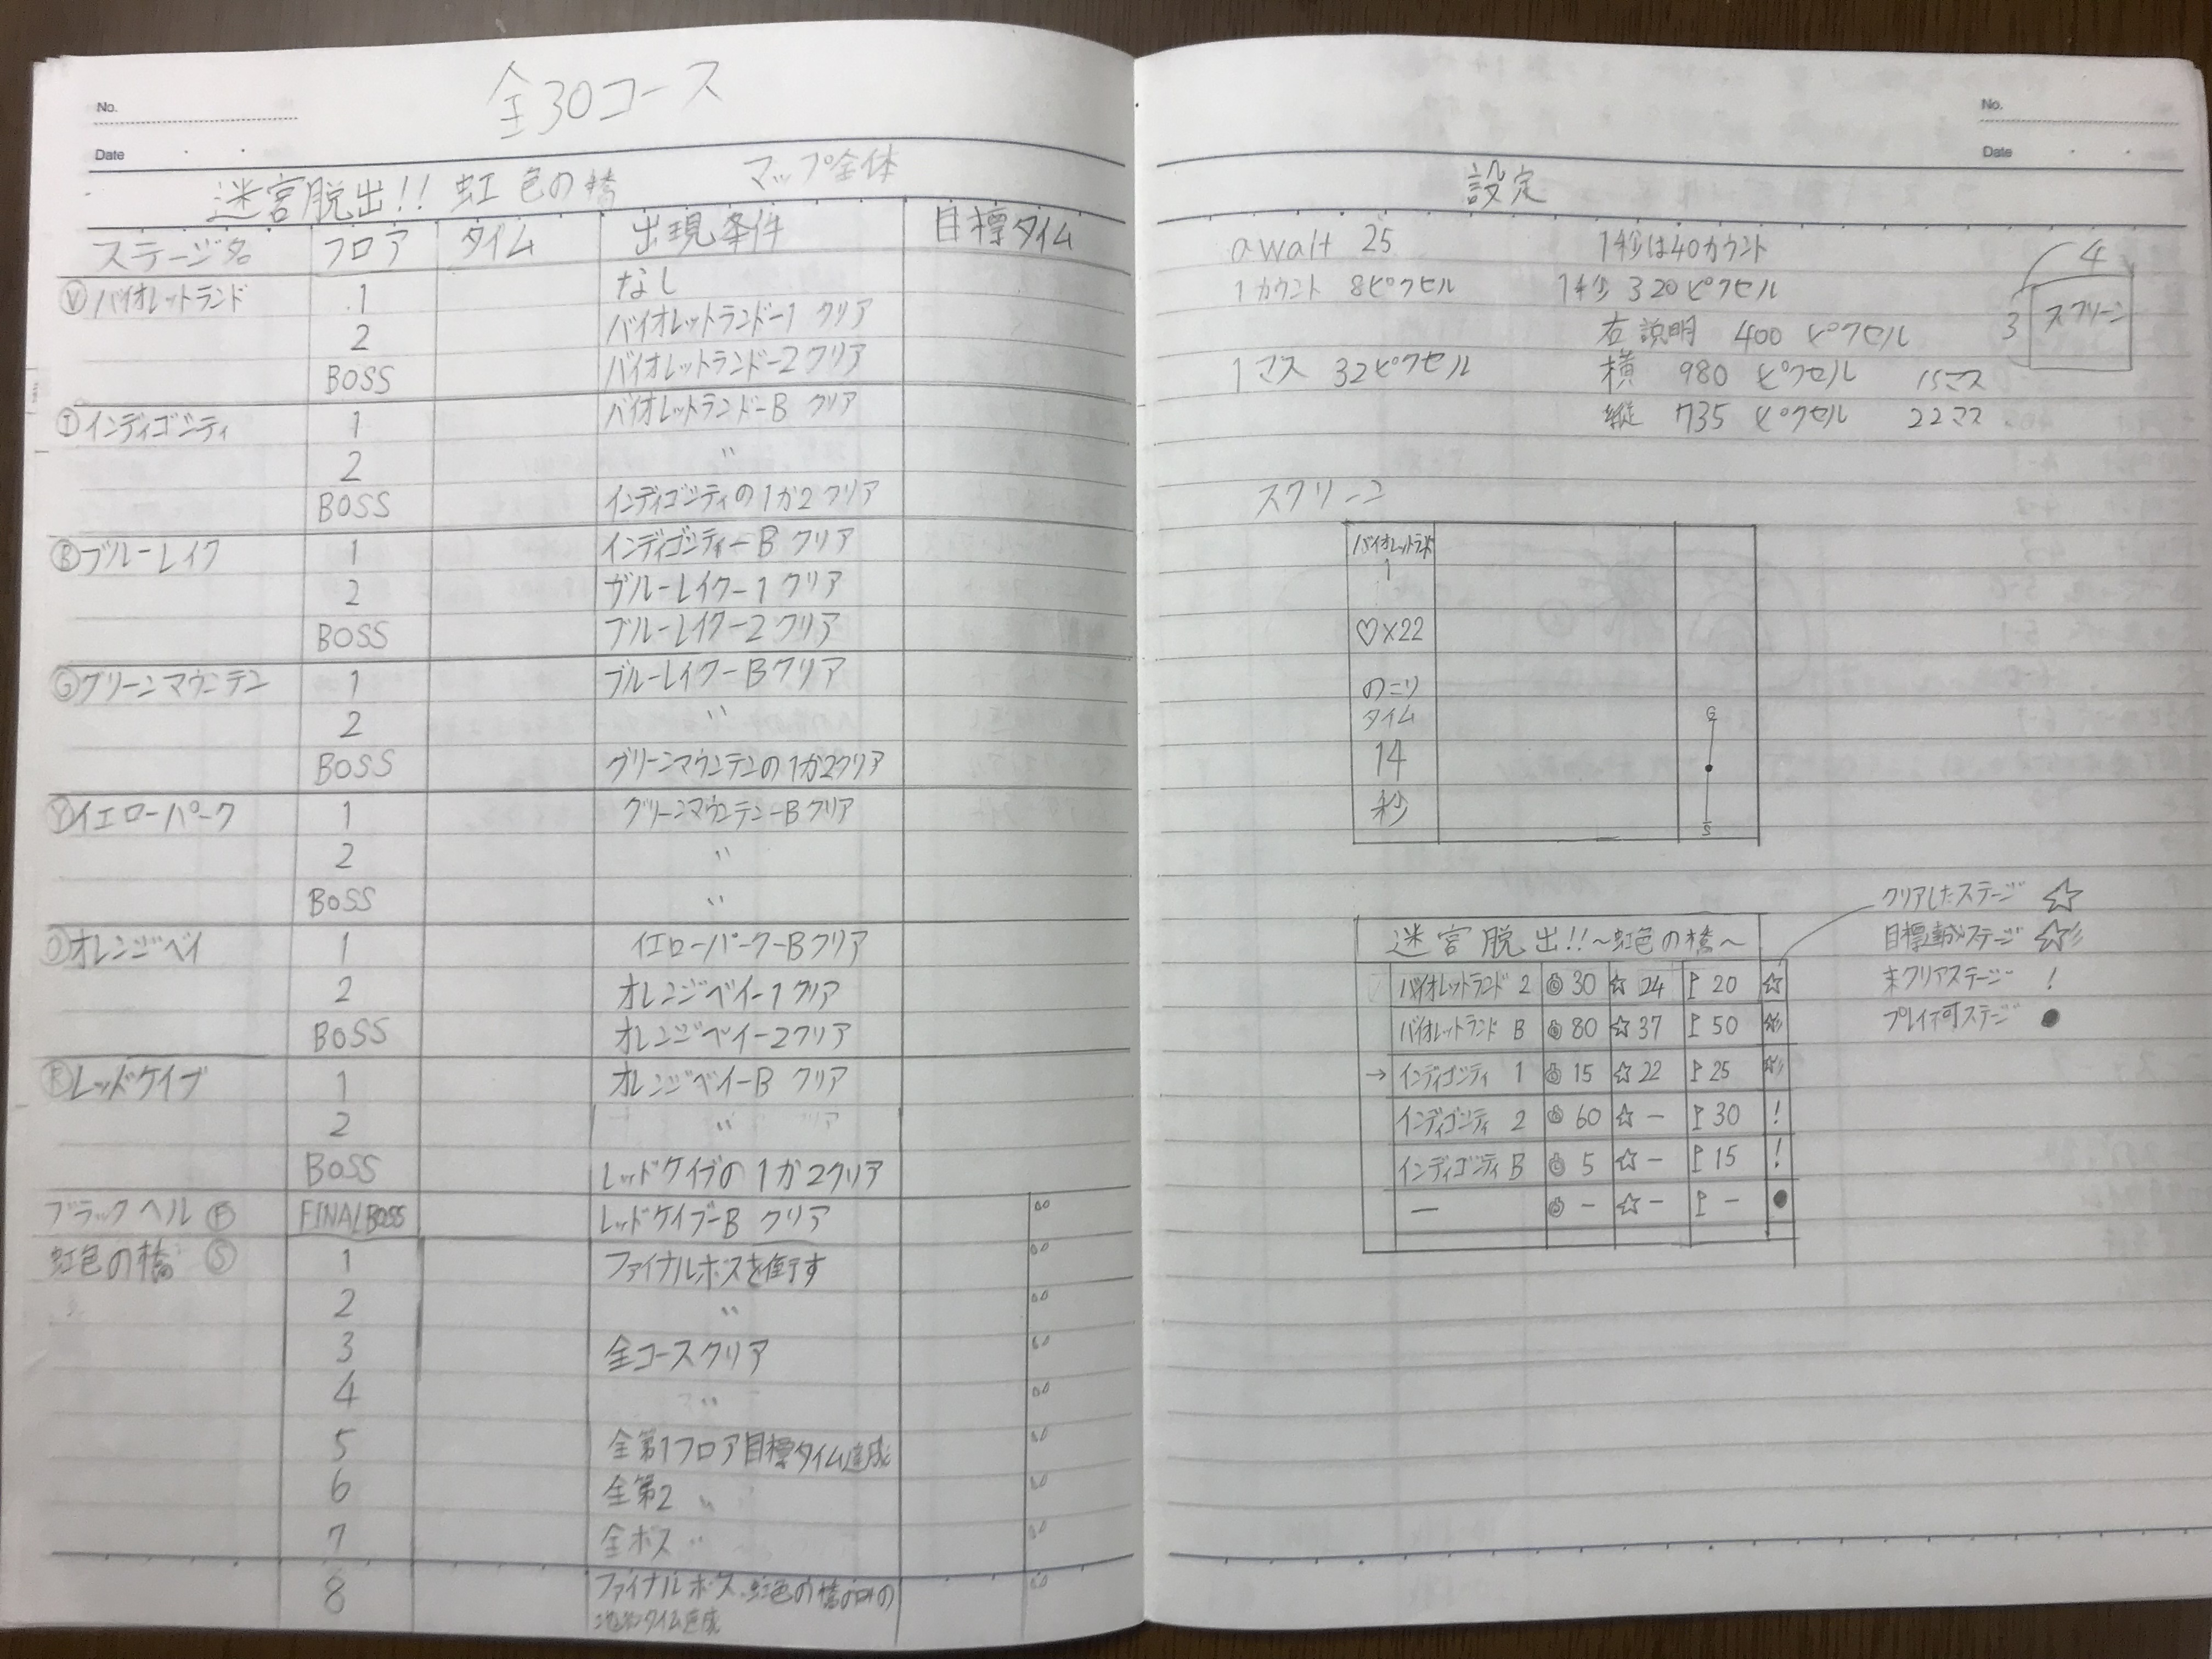 No.
Date
全30コース
迷宮脱出!! 虹色の橋 マップ全体
ステージ名 フロア タイム 出現条件 目標タイム
Ⓥバイオレットランド 1 なし
2 バイオレットランド-1 クリア
BOSS バイオレットランド-2 クリア
Ⓘインディゴシティ 1 バイオレットランド-B クリア
2 〃
BOSS インディゴシティの1か2 クリア
Ⓑブルーレイク 1 インディゴシティ-B クリア
2 ブルーレイク-1 クリア
BOSS ブルーレイク-2 クリア
Ⓖグリーンマウンテン 1 ブルーレイク-Bクリア
2 〃
BOSS グリーンマウンテンの1か2クリア
Ⓨイエローパーク 1 グリーンマウンテン-Bクリア
2 〃
BOSS 〃
Ⓞオレンジベイ 1 イエローパーク-Bクリア
2 オレンジベイ-1クリア
BOSS オレンジベイ-2クリア
Ⓡレッドケイブ 1 オレンジベイ-B クリア
2 〃
BOSS レッドケイブの1か2クリア
ブラックヘル FINALBOSS レッドケイブ-B クリア
虹色の橋 Ⓢ 1 ファイナルボスを倒す
2 〃
3 全コースクリア
4 〃
5 全第1フロア目標タイム達成
6 全第2 〃
7 全ボス 〃
8 ファイナルボス、虹色の橋
タイム達成
No.
Date
設定
await 25 1秒は40カウント
1カウント 8ピクセル 1秒 320ピクセル
右説明 400 ピクセル
1マス 32ピクセル 横 980 ピクセル 15マス
縦 735 ピクセル 22マス
4
3 スクリーン
スクリーン
バイオレットランド
1
♡×22
のこり
タイム
14
秒
G
S
迷宮脱出!!〜虹色の橋〜
バイオレットランド 2 30 ☆ 24 20 ☆
バイオレットランド B 80 ☆ 37 50 ☆
→ インディゴシティ 1 15 ☆ 22 25 ☆
インディゴシティ 2 60 ☆ - 30 !
インディゴシティ B 5 ☆ - 15 !
- - ☆ - - ●
クリアしたステージ ☆
目標達成ステージ ☆
未クリアステージ !
プレイ不可ステージ ●